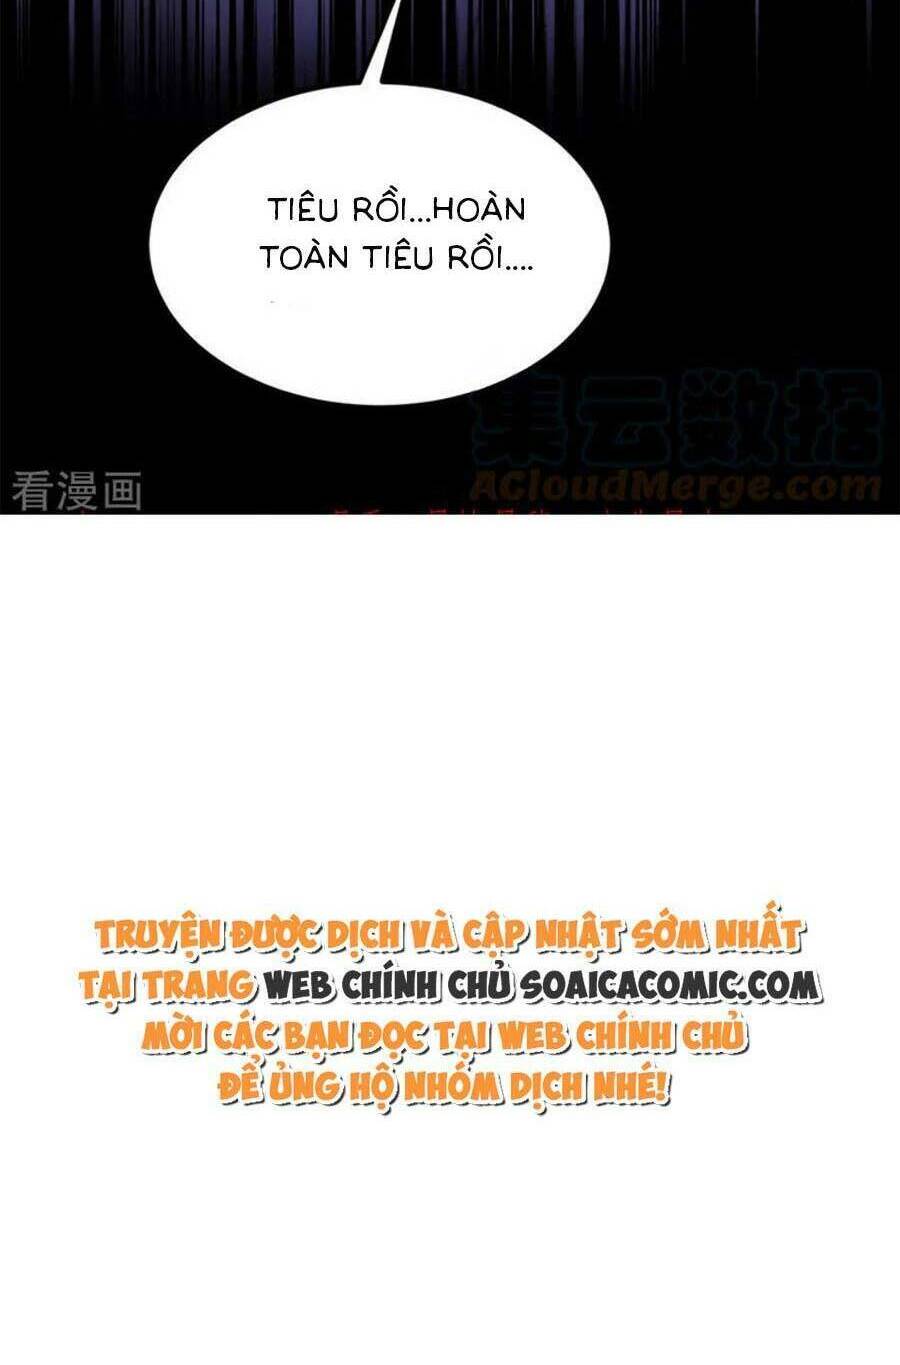 TIÊU RỒI...HOÀN
TOÀN TIÊU RỒI....
集云数据
看漫画
ACloudMerge.com
TRUYỆN ĐƯỢC DỊCH VÀ CẬP NHẬT SỚM NHẤT
TẠI TRANG WEB CHÍNH CHỦ SOAICACOMIC.COM
MỜI CÁC BẠN ĐỌC TẠI WEB CHÍNH CHỦ
ĐỂ ỦNG HỘ NHÓM DỊCH NHÉ!